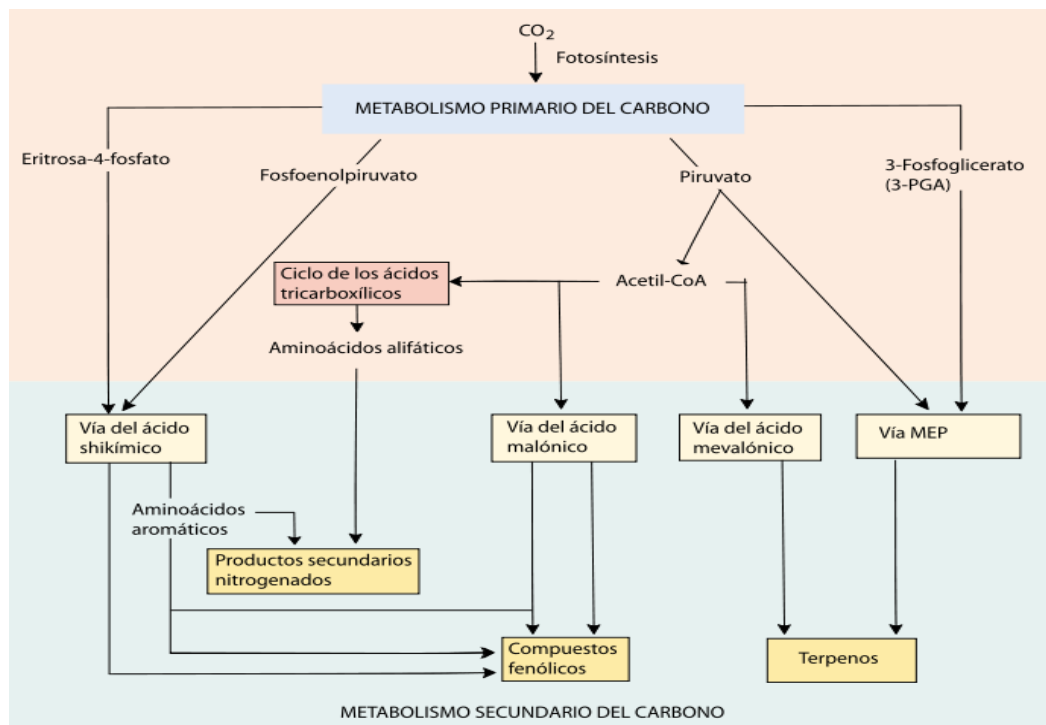 CO2
Fotosíntesis
METABOLISMO PRIMARIO DEL CARBONO
Eritrosa-4-fosfato
Fosfoenolpiruvato
Piruvato
3-Fosfoglicerato
(3-PGA)
Ciclo de los ácidos
tricarboxílicos
Acetil-CoA
Aminoácidos alifáticos
Vía del ácido
shikímico
Vía del ácido
malónico
Vía del ácido
mevalónico
Vía MEP
Aminoácidos
aromáticos
Productos secundarios
nitrogenados
Compuestos
fenólicos
Terpenos
METABOLISMO SECUNDARIO DEL CARBONO